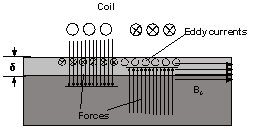 Coil
Eddy currents
δ
B₀
Forces